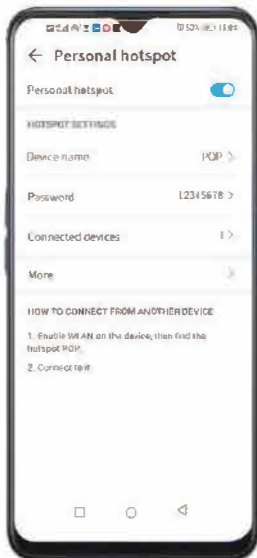 Personal hotspot
Personal hotspot
HOTSPOT SETTINGS
Device name POP
Password 12345678
Connected devices 1
More
HOW TO CONNECT FROM ANOTHER DEVICE
1. Enable WLAN on the device, then find the
hotspot POP.
2. Connect to it